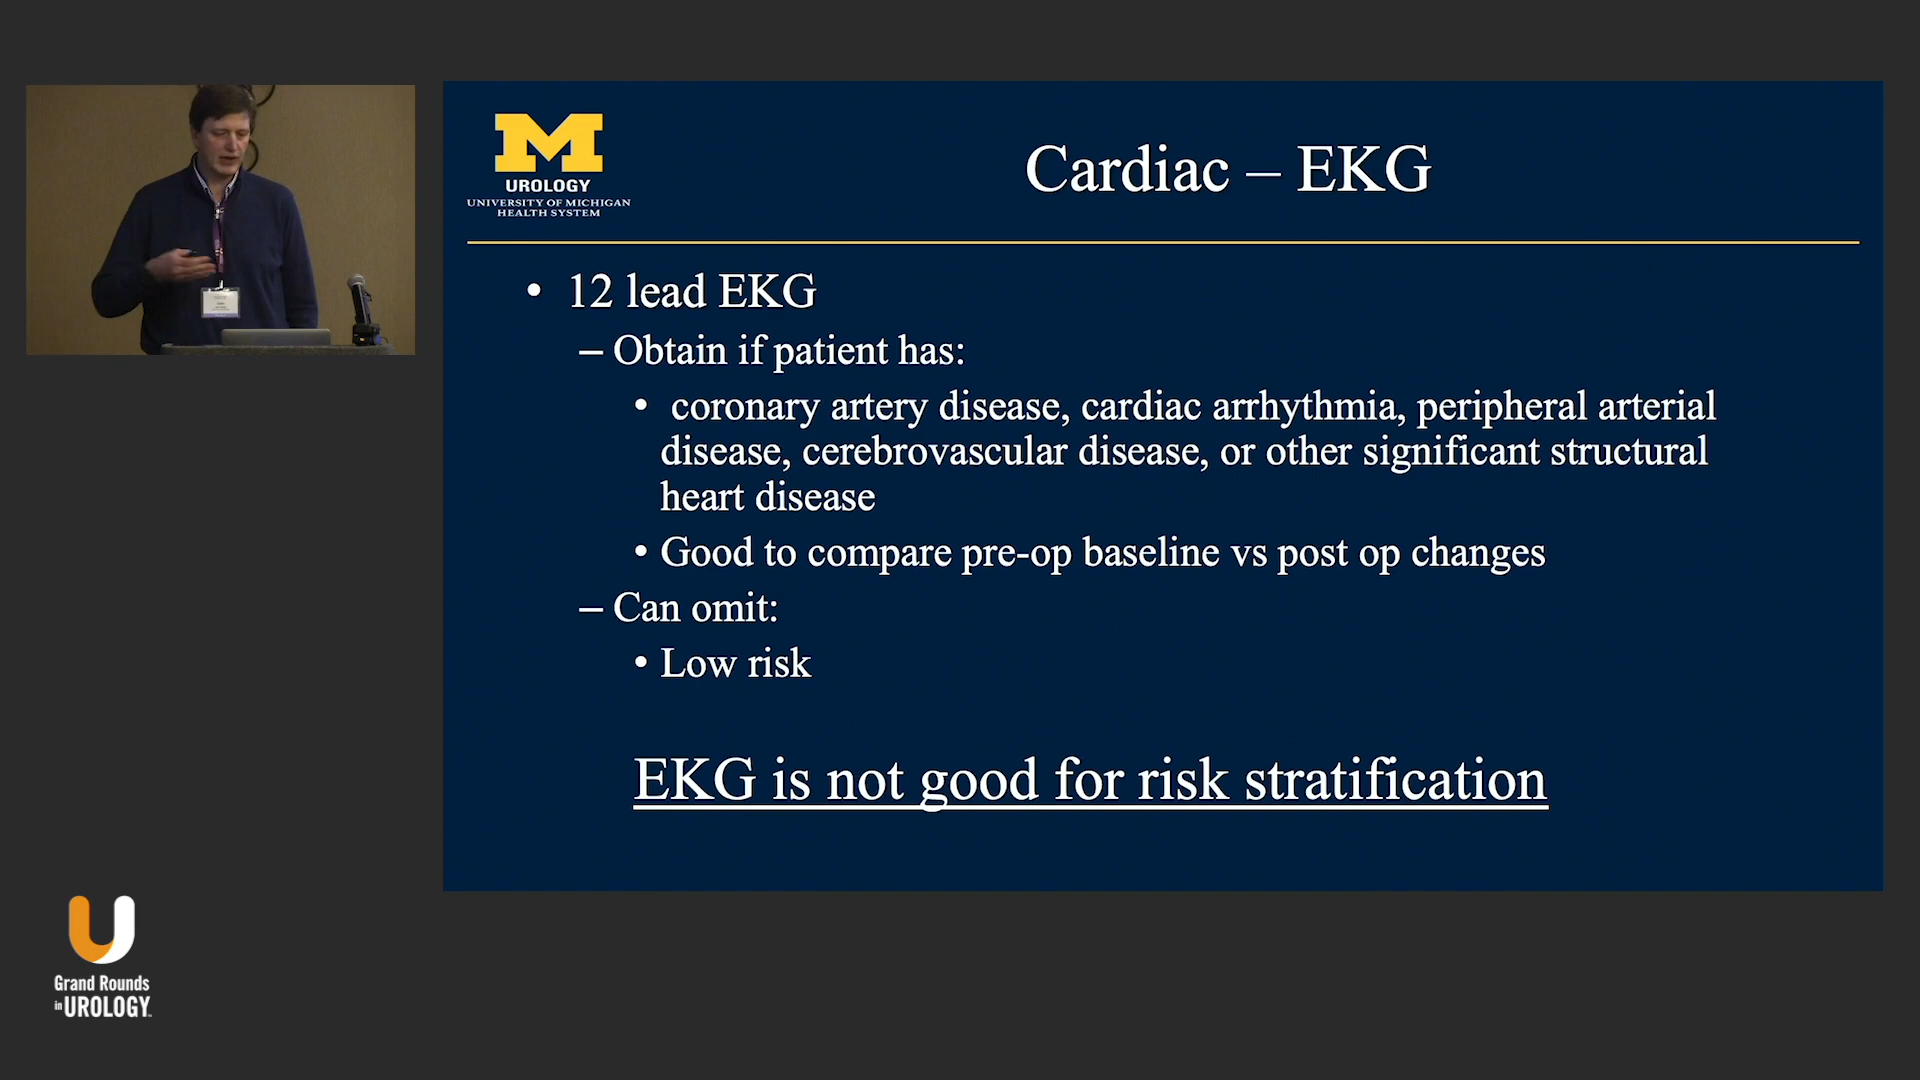 M
UROLOGY
UNIVERSITY OF MICHIGAN
HEALTH SYSTEM
Cardiac – EKG
• 12 lead EKG
– Obtain if patient has:
• coronary artery disease, cardiac arrhythmia, peripheral arterial
disease, cerebrovascular disease, or other significant structural
heart disease
• Good to compare pre-op baseline vs post op changes
– Can omit:
• Low risk
EKG is not good for risk stratification
U
Grand Rounds
in UROLOGY